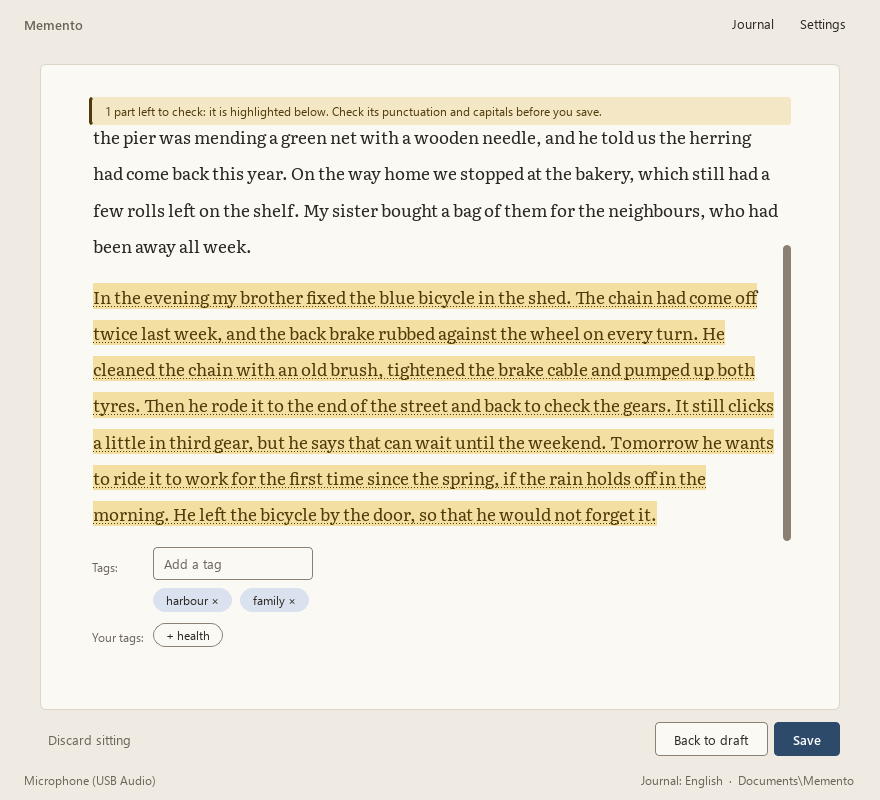 Memento
Journal
Settings
1 part left to check: it is highlighted below. Check its punctuation and capitals before you save.
the pier was mending a green net with a wooden needle, and he told us the herring
had come back this year. On the way home we stopped at the bakery, which still had a
few rolls left on the shelf. My sister bought a bag of them for the neighbours, who had
been away all week.
In the evening my brother fixed the blue bicycle in the shed. The chain had come off
twice last week, and the back brake rubbed against the wheel on every turn. He
cleaned the chain with an old brush, tightened the brake cable and pumped up both
tyres. Then he rode it to the end of the street and back to check the gears. It still clicks
a little in third gear, but he says that can wait until the weekend. Tomorrow he wants
to ride it to work for the first time since the spring, if the rain holds off in the
morning. He left the bicycle by the door, so that he would not forget it.
Tags:
Add a tag
harbour ×
family ×
Your tags:
+ health
Discard sitting
Back to draft
Save
Microphone (USB Audio)
Journal: English · Documents\Memento